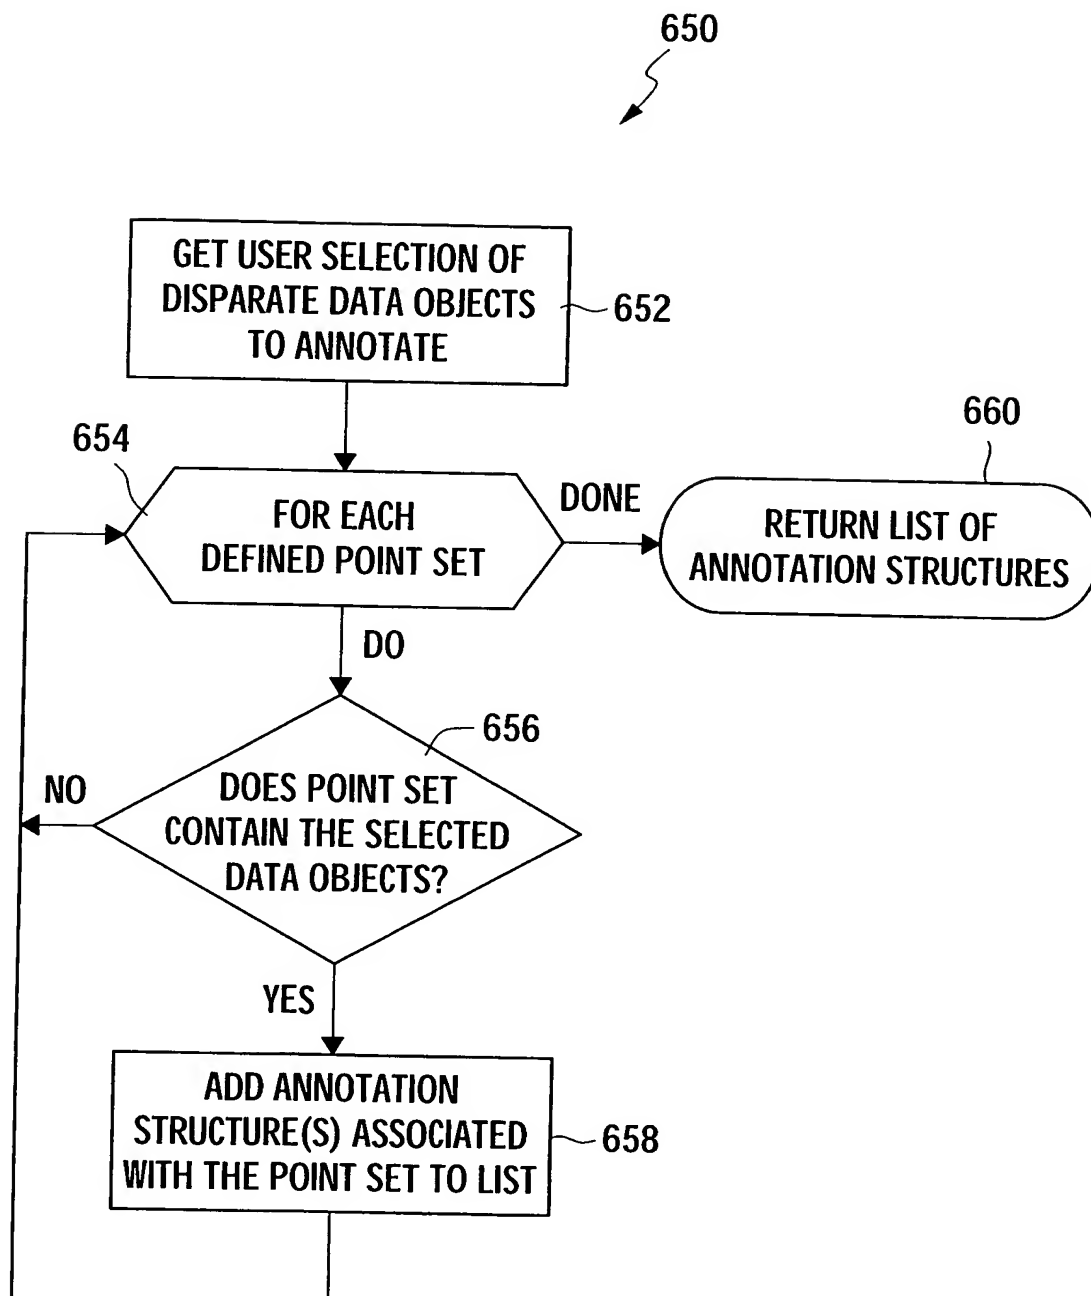 650
GET USER SELECTION OF
DISPARATE DATA OBJECTS
TO ANNOTATE
652
654
FOR EACH
DEFINED POINT SET
DONE
660
RETURN LIST OF
ANNOTATION STRUCTURES
DO
656
DOES POINT SET
CONTAIN THE SELECTED
DATA OBJECTS?
NO
YES
ADD ANNOTATION
STRUCTURE(S) ASSOCIATED
WITH THE POINT SET TO LIST
658